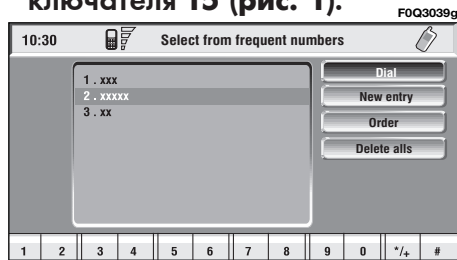 ключателя 15 (рис. 1).
F0Q3039g
10:30 Select from frequent numbers
1 . xxx
2 . xxxxx
3 . xx
Dial
New entry
Order
Delete alls
1 2 3 4 5 6 7 8 9 0 */+ #